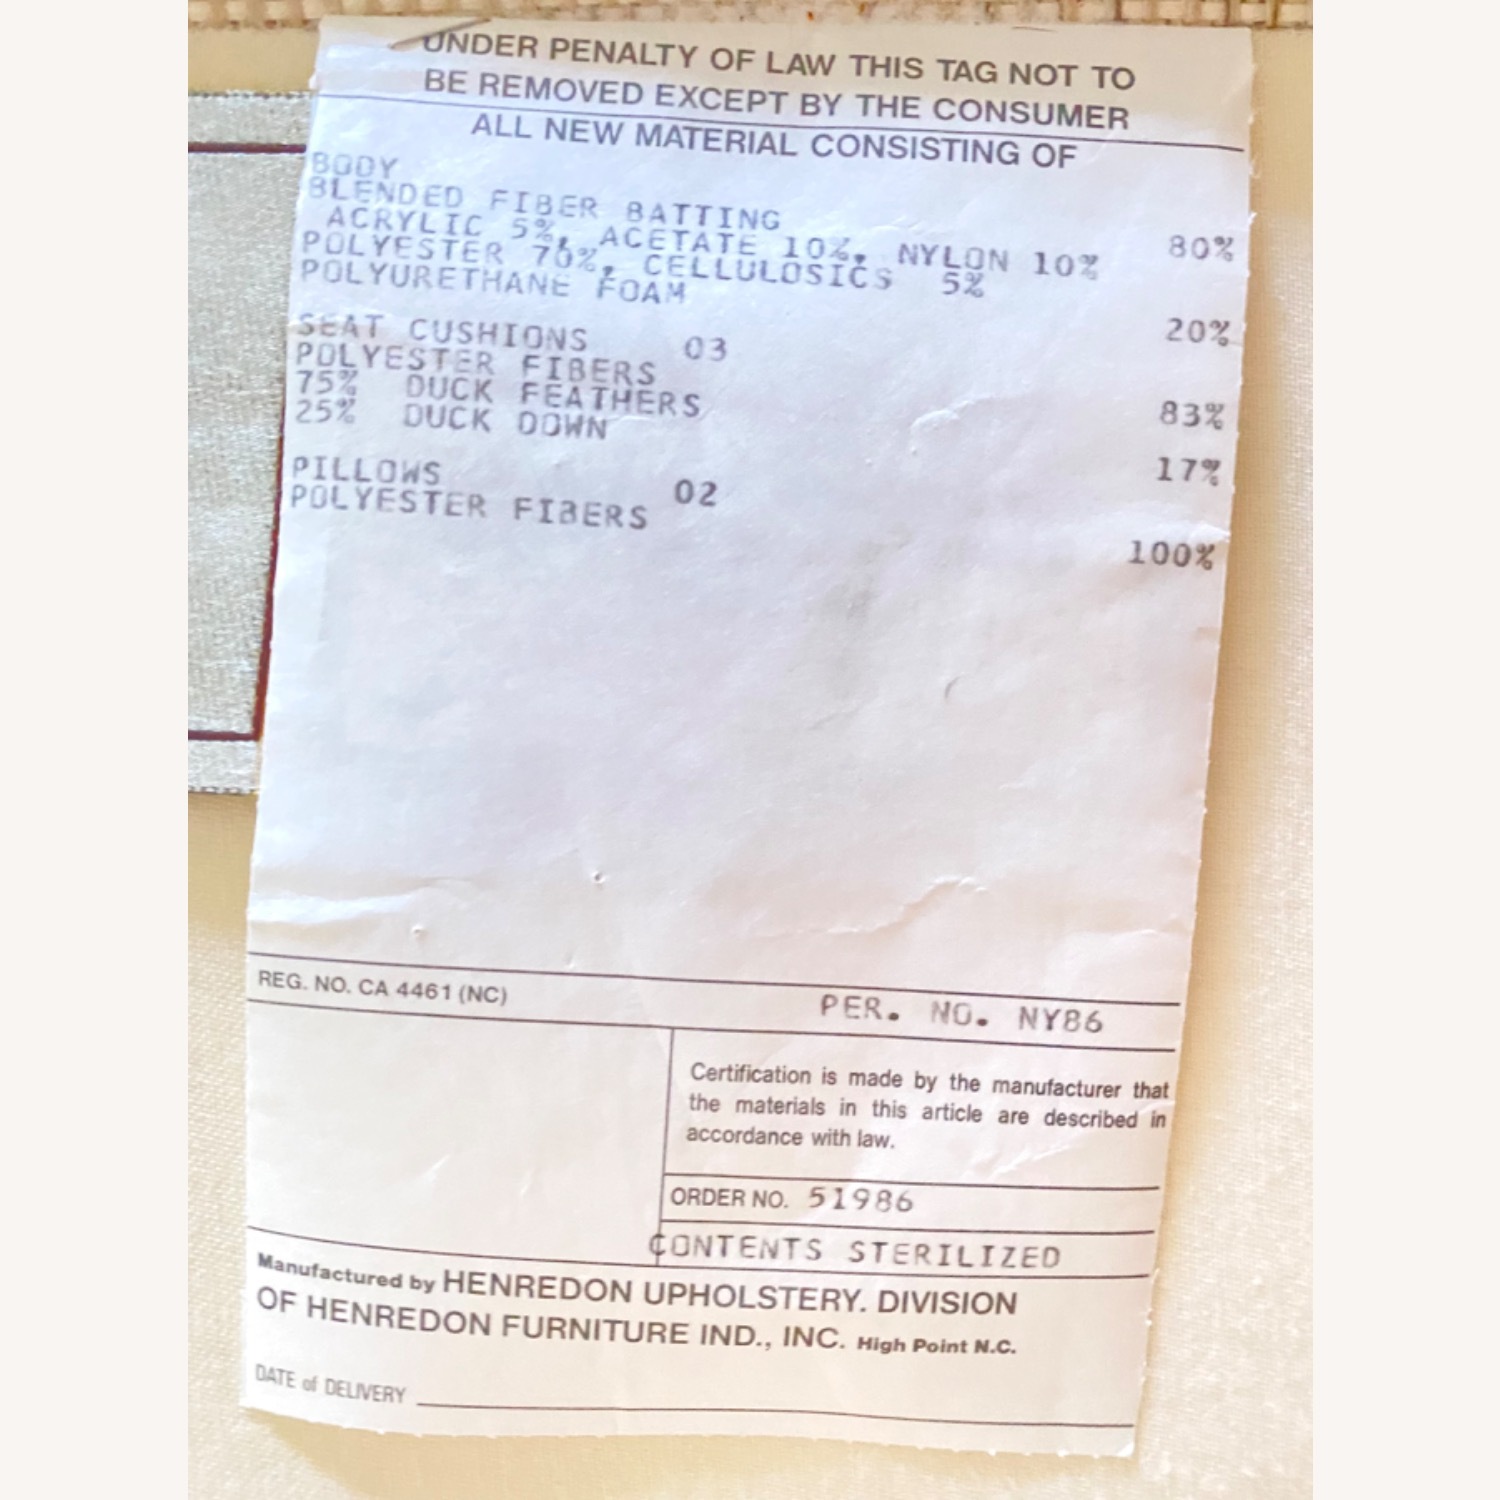 UNDER PENALTY OF LAW THIS TAG NOT TO
BE REMOVED EXCEPT BY THE CONSUMER
ALL NEW MATERIAL CONSISTING OF
BODY
BLENDED FIBER BATTING 80%
ACRYLIC 5%, ACETATE 10%, NYLON 10%
POLYESTER 70%, CELLULOSICS 5%
POLYURETHANE FOAM 20%
SEAT CUSHIONS 03
POLYESTER FIBERS 83%
75% DUCK FEATHERS
25% DUCK DOWN 17%
PILLOWS 02
POLYESTER FIBERS 100%
REG. NO. CA 4461 (NC) PER. NO. NY86
Certification is made by the manufacturer that
the materials in this article are described in
accordance with law.
ORDER NO. 51986
CONTENTS STERILIZED
Manufactured by HENREDON UPHOLSTERY. DIVISION
OF HENREDON FURNITURE IND., INC. High Point N.C.
DATE of DELIVERY